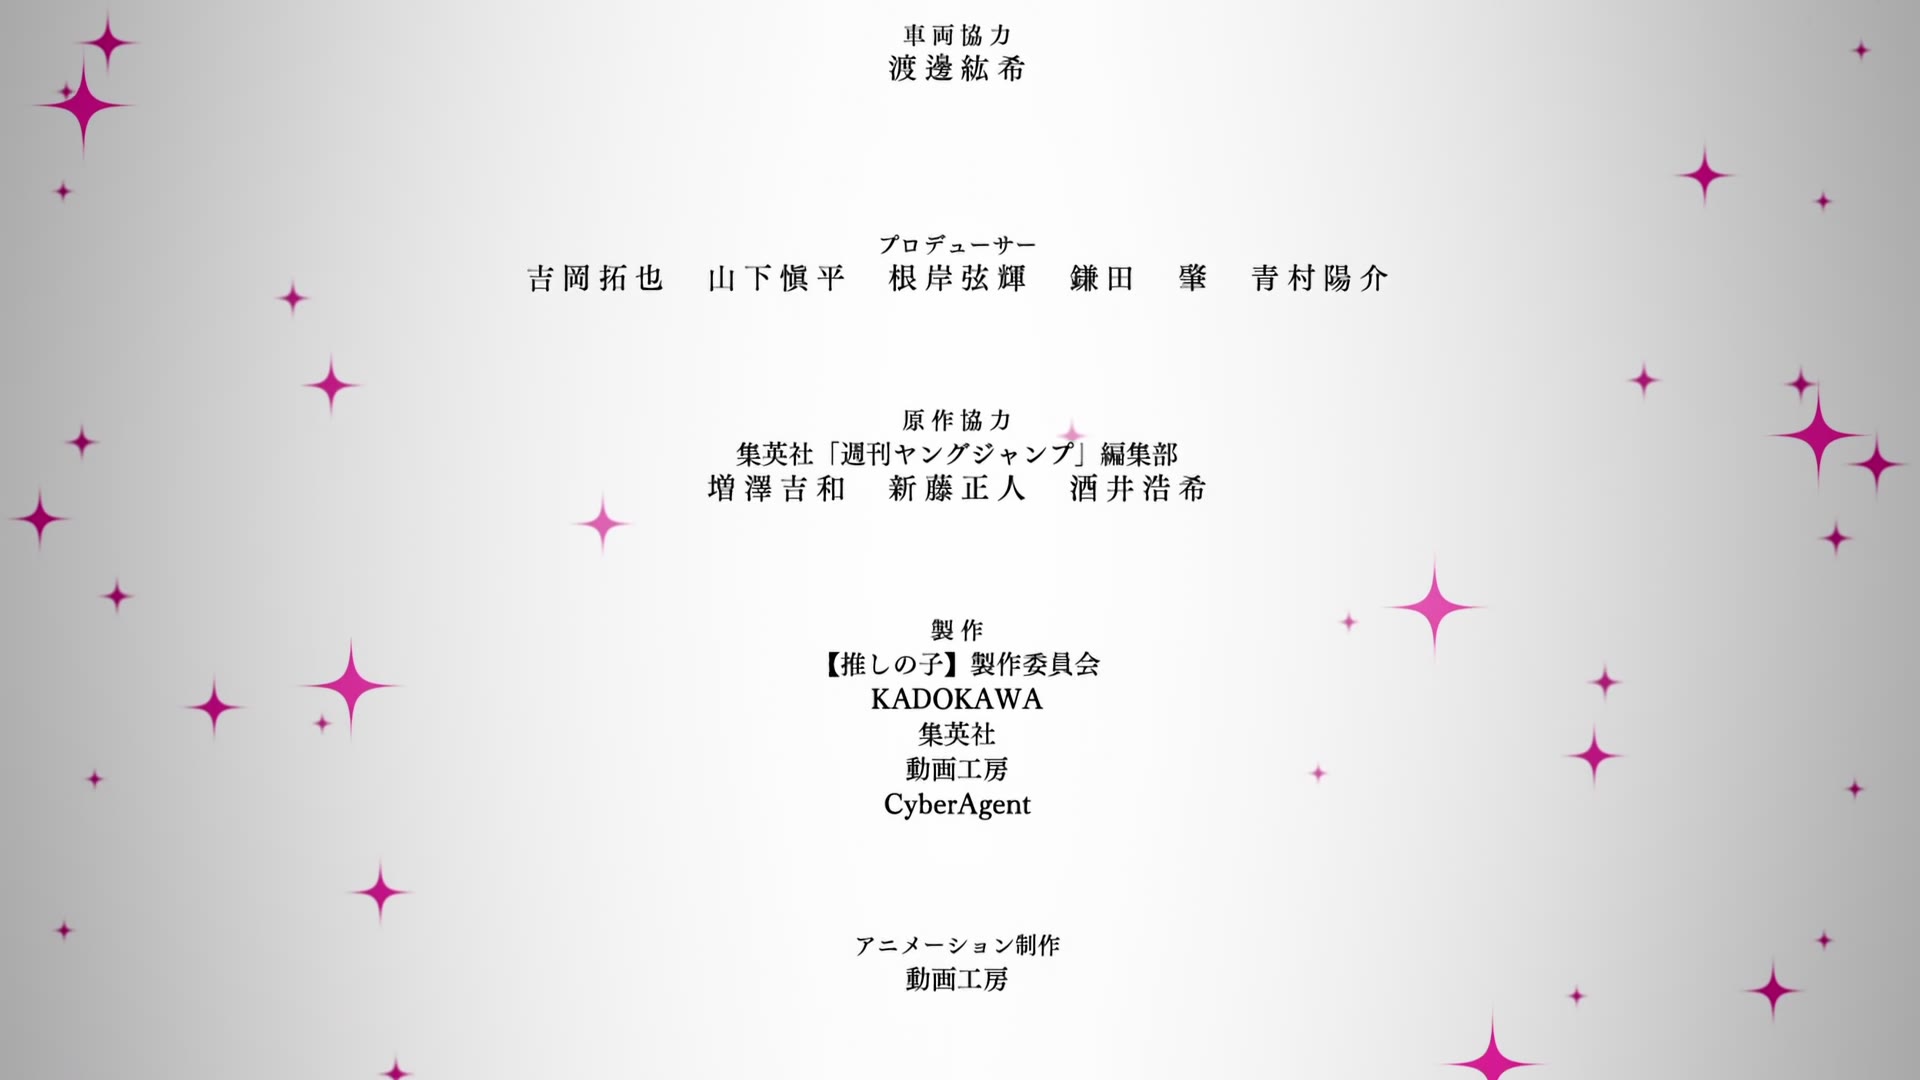 車両協力
渡邊紘希
プロデューサー
吉岡拓也　山下愼平　根岸弦輝　鎌田　肇　青村陽介
原作協力
集英社「週刊ヤングジャンプ」編集部
増澤吉和　新藤正人　酒井浩希
製作
【推しの子】製作委員会
KADOKAWA
集英社
動画工房
CyberAgent
アニメーション制作
動画工房